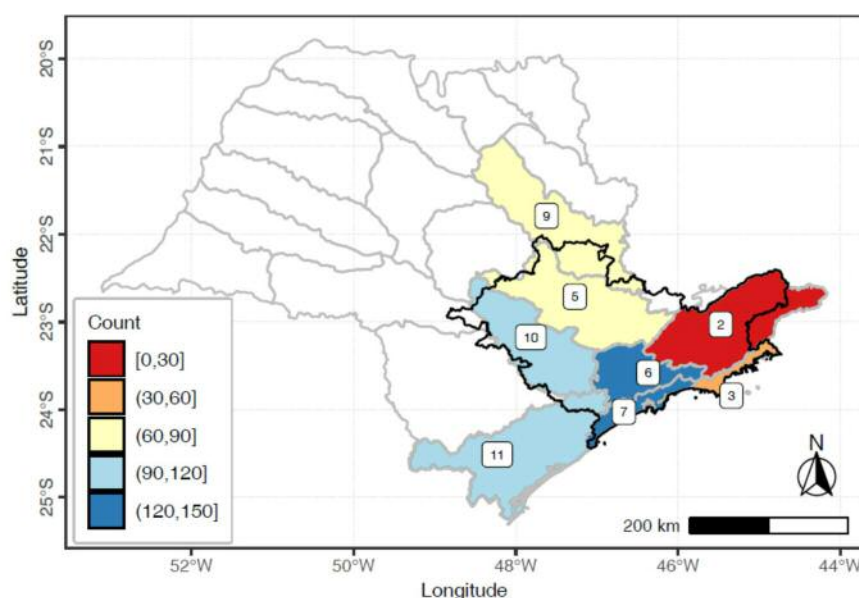 20°S
21°S
22°S
23°S
24°S
25°S
Latitude
9
5
2
10
6
3
7
11
Count
[0,30]
(30,60]
(60,90]
(90,120]
(120,150]
N
200 km
52°W
50°W
48°W
46°W
44°W
Longitude